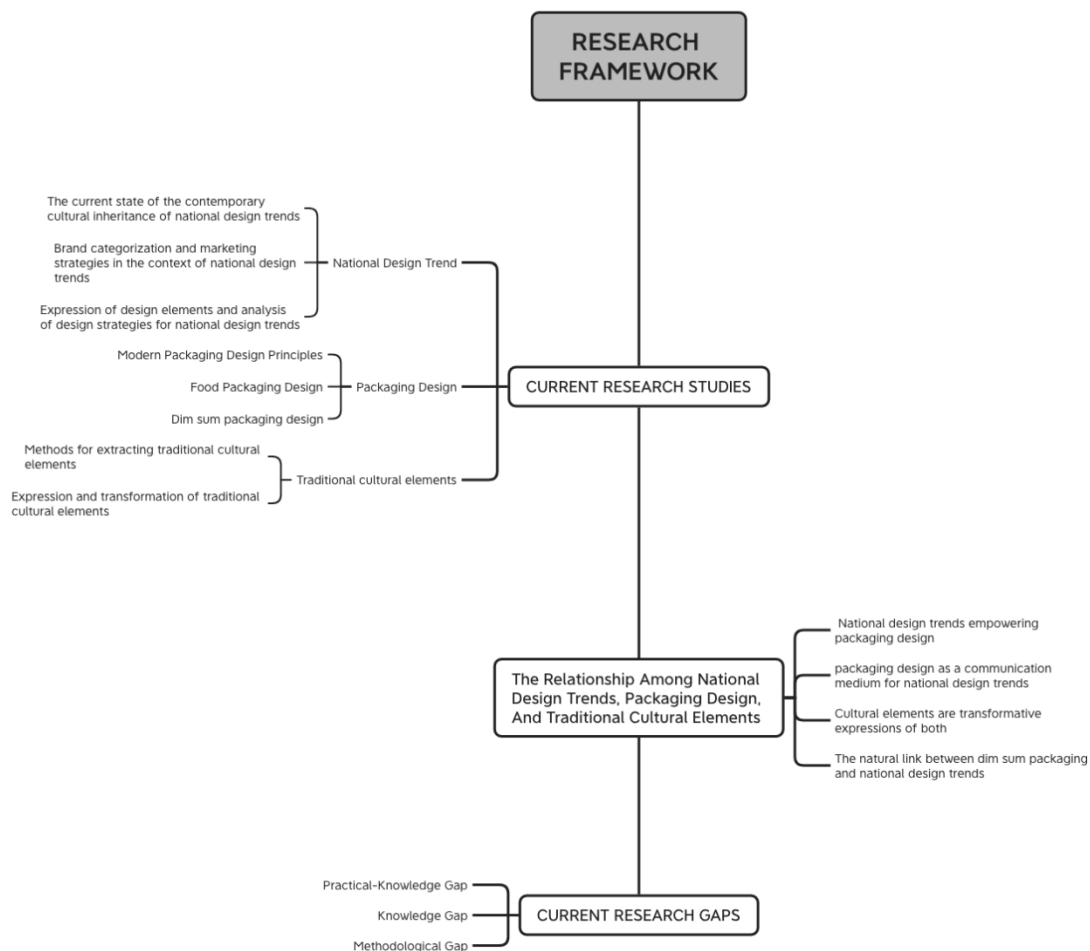 RESEARCH
FRAMEWORK
The current state of the contemporary
cultural inheritance of national design trends
Brand categorization and marketing
strategies in the context of national design
trends
National Design Trend
Expression of design elements and analysis
of design strategies for national design trends
Modern Packaging Design Principles
Food Packaging Design
Packaging Design
CURRENT RESEARCH STUDIES
Dim sum packaging design
Methods for extracting traditional cultural
elements
Traditional cultural elements
Expression and transformation of traditional
cultural elements
The Relationship Among National
Design Trends, Packaging Design,
And Traditional Cultural Elements
National design trends empowering
packaging design
packaging design as a communication
medium for national design trends
Cultural elements are transformative
expressions of both
The natural link between dim sum packaging
and national design trends
Practical-Knowledge Gap
Knowledge Gap
CURRENT RESEARCH GAPS
Methodological Gap